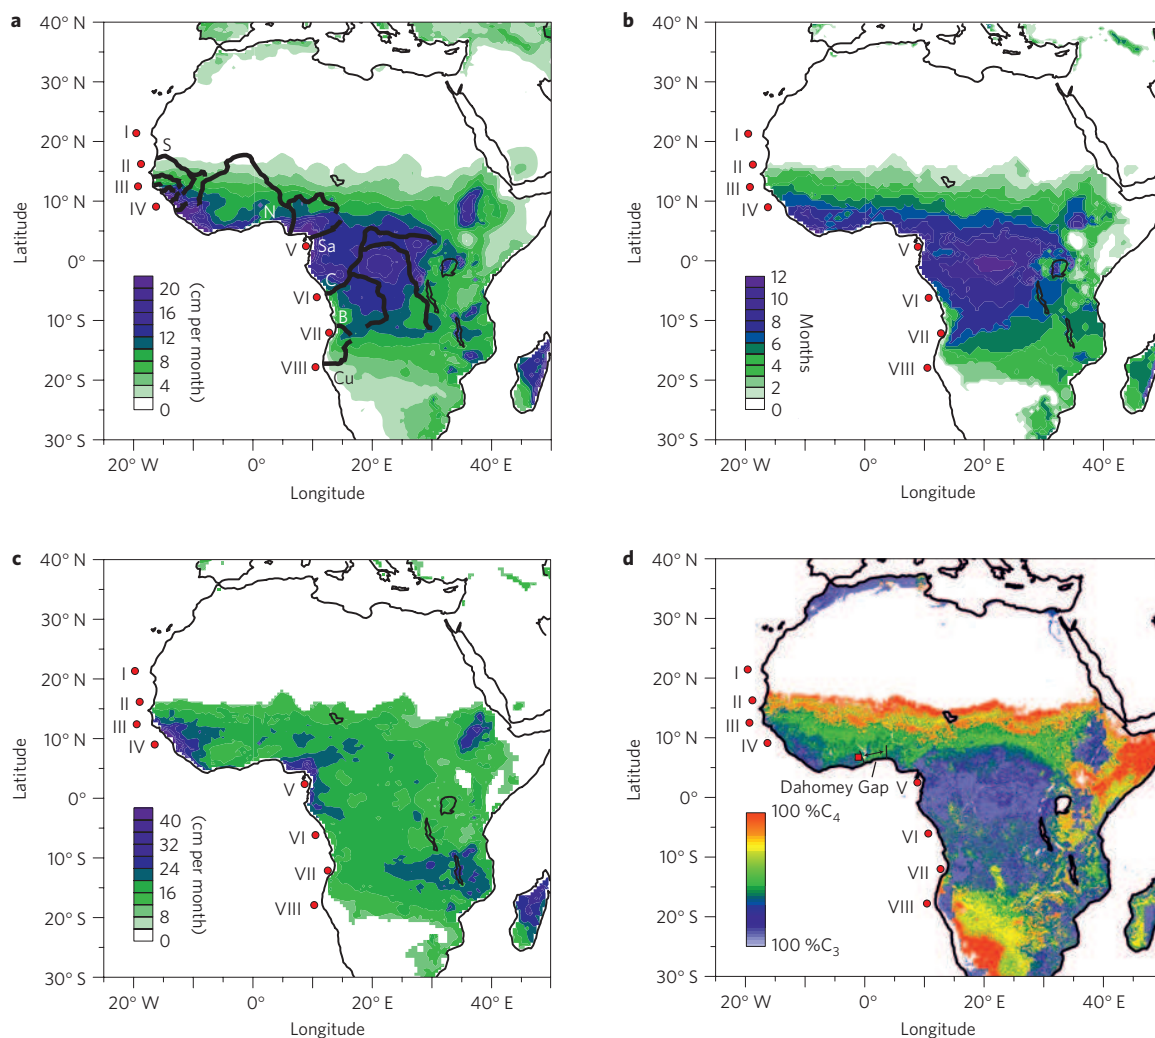 a
40° N
30° N
20° N
10° N
0°
10° S
20° S
30° S
Latitude
I
II
III
IV
V
VI
VII
VIII
S
N
Sa
C
B
Cu
20
16
12
8
4
0
(cm per month)
20° W
0°
20° E
40° E
Longitude
b
40° N
30° N
20° N
10° N
0°
10° S
20° S
30° S
Latitude
I
II
III
IV
V
VI
VII
VIII
12
10
8
6
4
2
0
Months
20° W
0°
20° E
40° E
Longitude
c
40° N
30° N
20° N
10° N
0°
10° S
20° S
30° S
Latitude
I
II
III
IV
V
VI
VII
VIII
40
32
24
16
8
0
(cm per month)
20° W
0°
20° E
40° E
Longitude
d
40° N
30° N
20° N
10° N
0°
10° S
20° S
30° S
Latitude
I
II
III
IV
Dahomey Gap
V
VI
VII
VIII
100 %C₄
100 %C₃
20° W
0°
20° E
40° E
Longitude